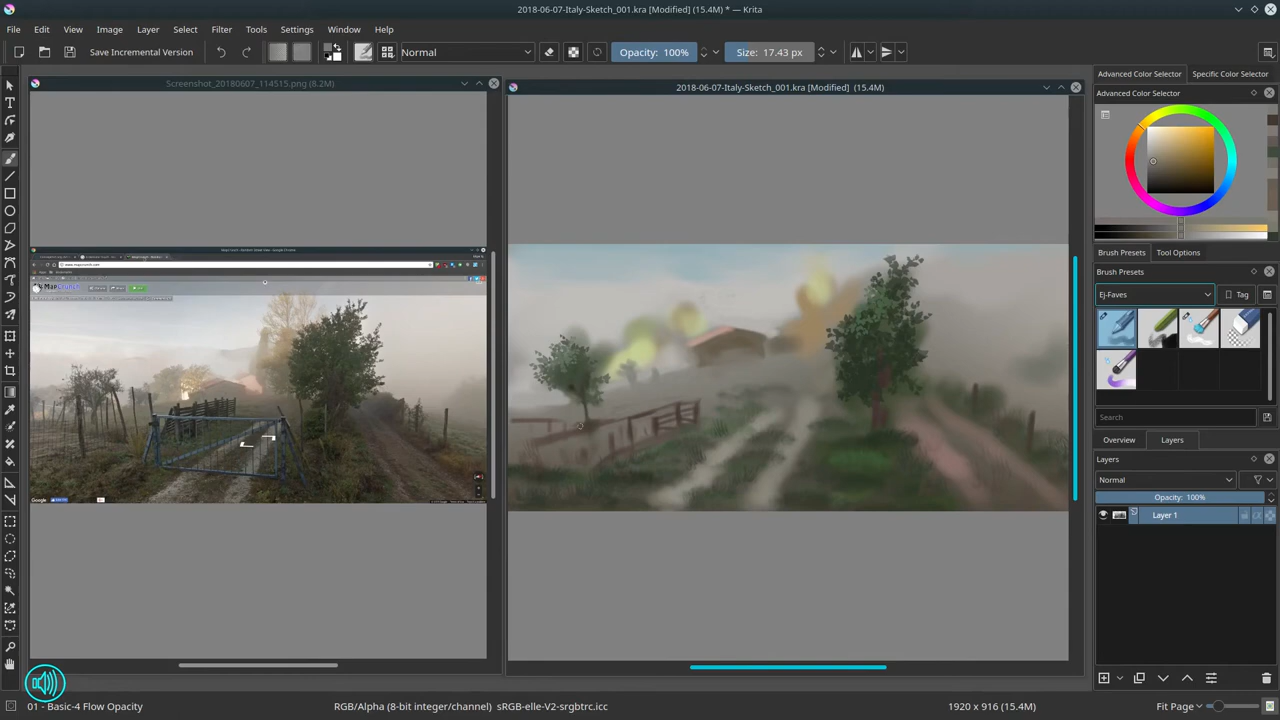 2018-06-07-Italy-Sketch_001.kra [Modified] (15.4M) * — Krita
File Edit View Image Layer Select Filter Tools Settings Window Help
Save Incremental Version
Normal
Opacity: 100%
Size: 17.43 px
Screenshot_20180607_114515.png (8.2M)
2018-06-07-Italy-Sketch_001.kra [Modified] (15.4M)
MapCrunch
Google
Advanced Color Selector
Specific Color Selector
Advanced Color Selector
Brush Presets
Tool Options
Brush Presets
Ej-Faves
Tag
Search
Overview
Layers
Layers
Normal
Opacity: 100%
Layer 1
01 - Basic-4 Flow Opacity
RGB/Alpha (8-bit integer/channel) sRGB-elle-V2-srgbtrc.icc
1920 x 916 (15.4M)
Fit Page